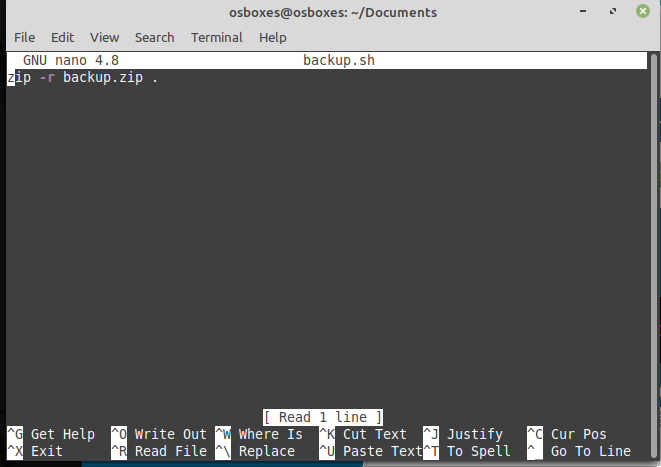 osboxes@osboxes: ~/Documents
File Edit View Search Terminal Help
GNU nano 4.8 backup.sh
zip -r backup.zip .
[ Read 1 line ]
^G Get Help ^O Write Out ^W Where Is ^K Cut Text ^J Justify ^C Cur Pos
^X Exit ^R Read File ^\ Replace ^U Paste Text ^T To Spell ^_ Go To Line